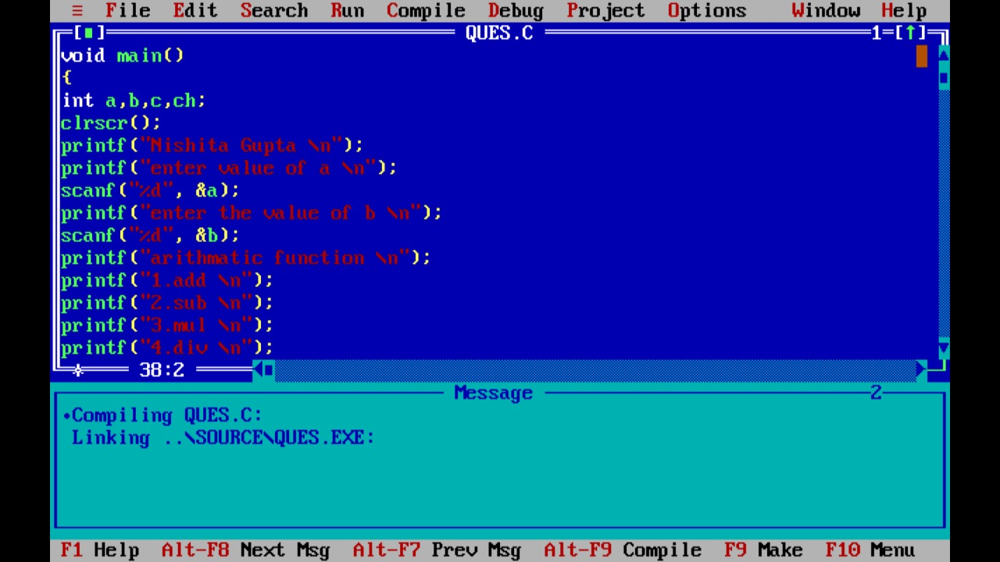 ≡ File Edit Search Run Compile Debug Project Options Window Help
[■] QUES.C 1=[↑]
void main()
{
int a,b,c,ch;
clrscr();
printf("Nishita Gupta \n");
printf("enter value of a \n");
scanf("%d", &a);
printf("enter the value of b \n");
scanf("%d", &b);
printf("arithmatic function \n");
printf("1.add \n");
printf("2.sub \n");
printf("3.mul \n");
printf("4.div \n");
38:2
Message 2
•Compiling QUES.C:
Linking ..\SOURCE\QUES.EXE:
F1 Help Alt-F8 Next Msg Alt-F7 Prev Msg Alt-F9 Compile F9 Make F10 Menu